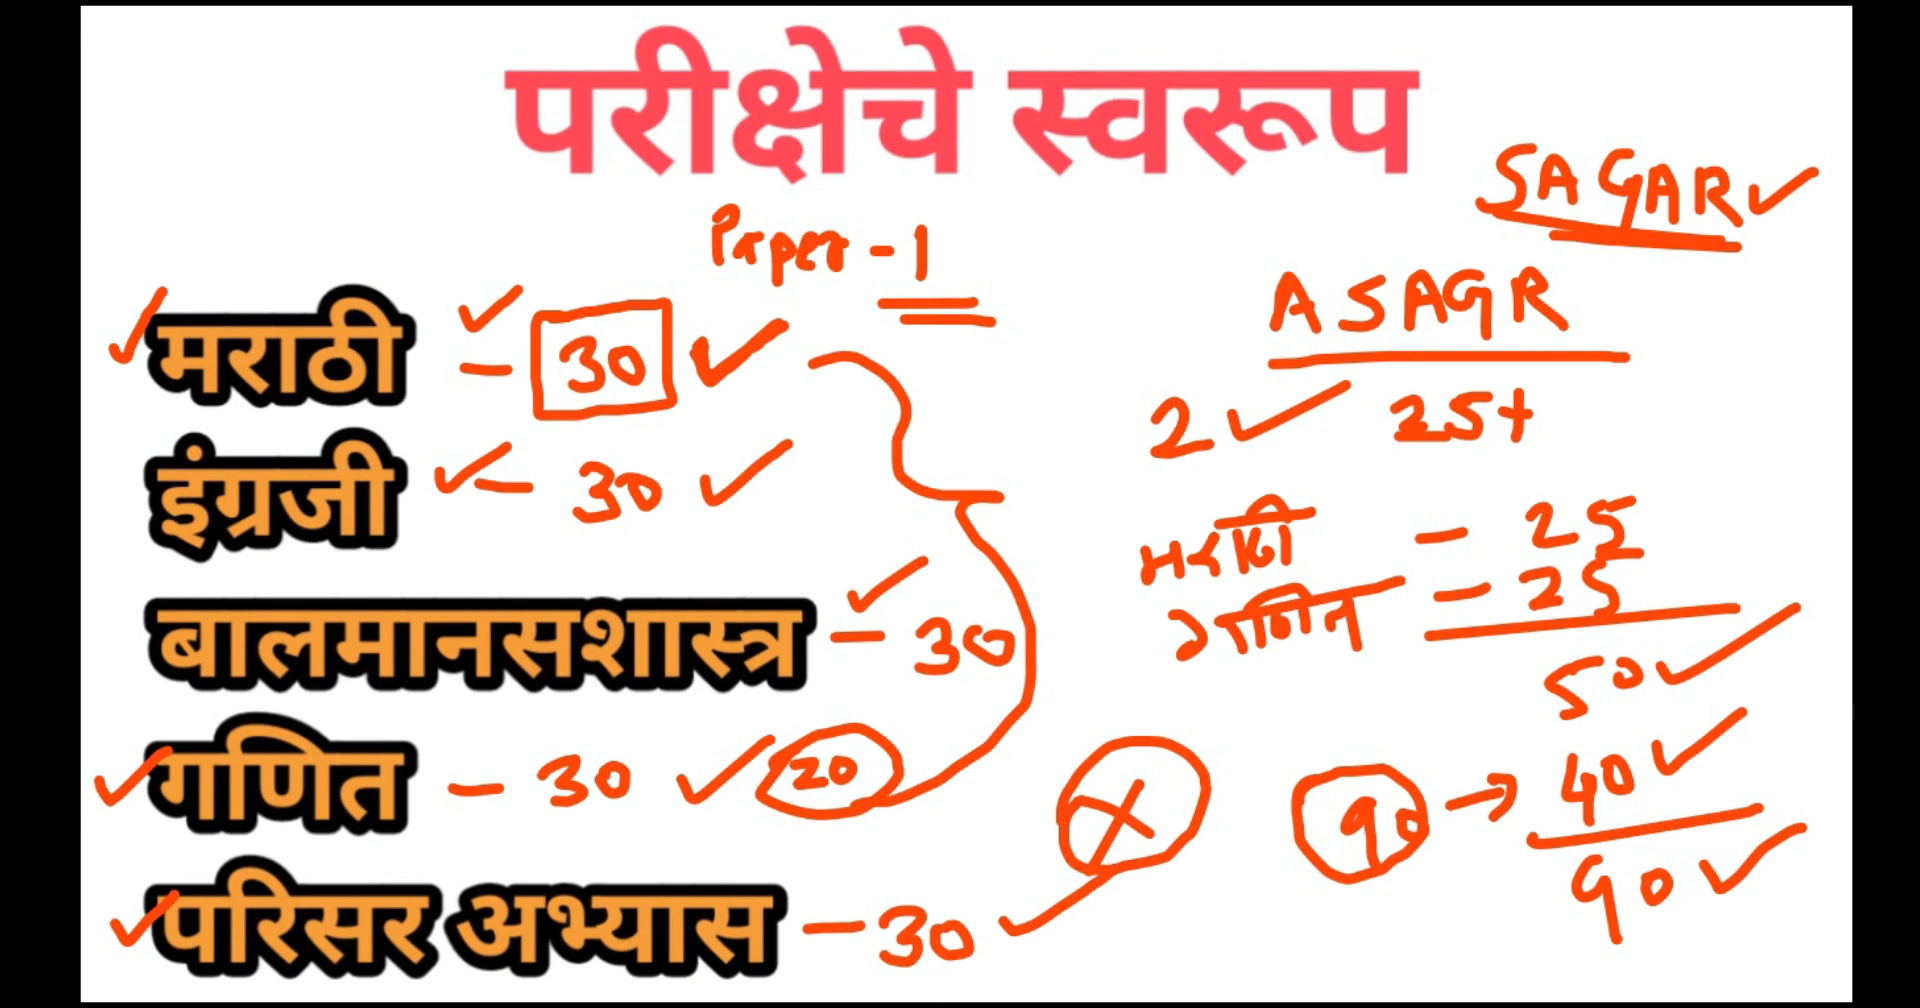 परीक्षेचे स्वरूप
SAGAR
Paper - 1
ASAGR
मराठी - 30
2 25+
इंग्रजी - 30
मराठी - 25
गणित - 25
बालमानसशास्त्र - 30
50
गणित - 30 20
90 → 40
90
परिसर अभ्यास - 30